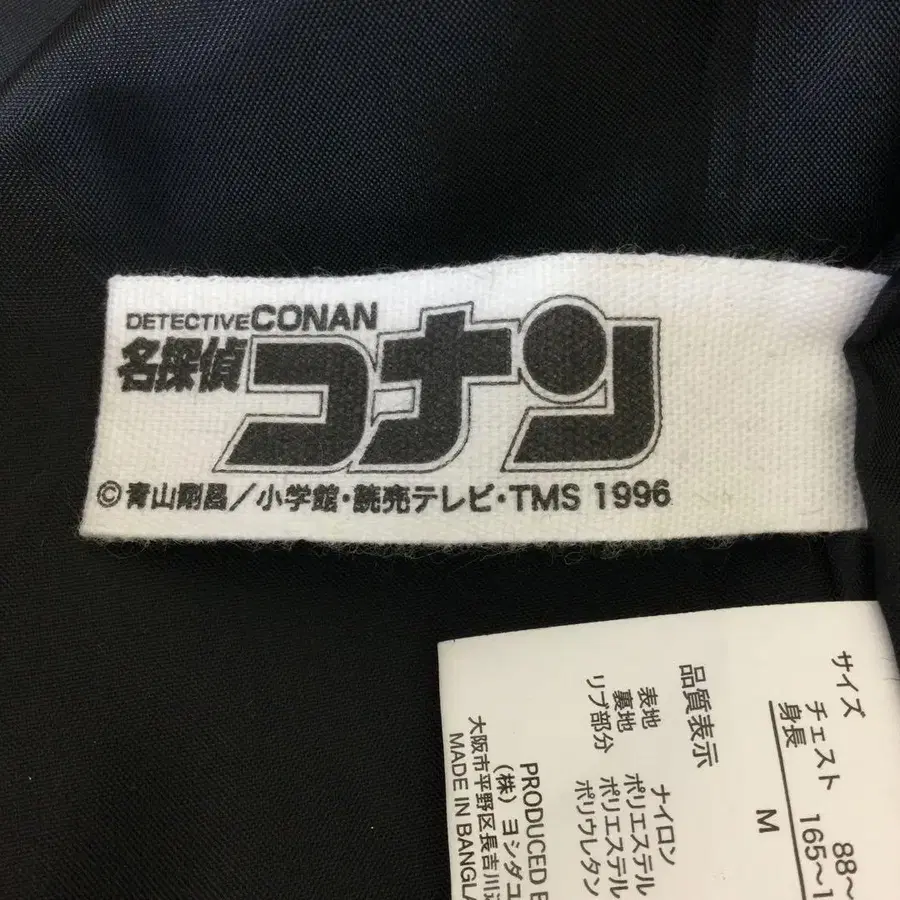 DETECTIVE CONAN
名探偵 コナン
© 青山剛昌／小学館・読売テレビ・TMS 1996
サイズ M
チェスト 88～
身長 165～1
品質表示
表地 ナイロン
裏地 ポリエステル
リブ部分 ポリエステル
ポリウレタン
PRODUCED
(株) ヨシダ
大阪市平野区長吉川辺
MADE IN